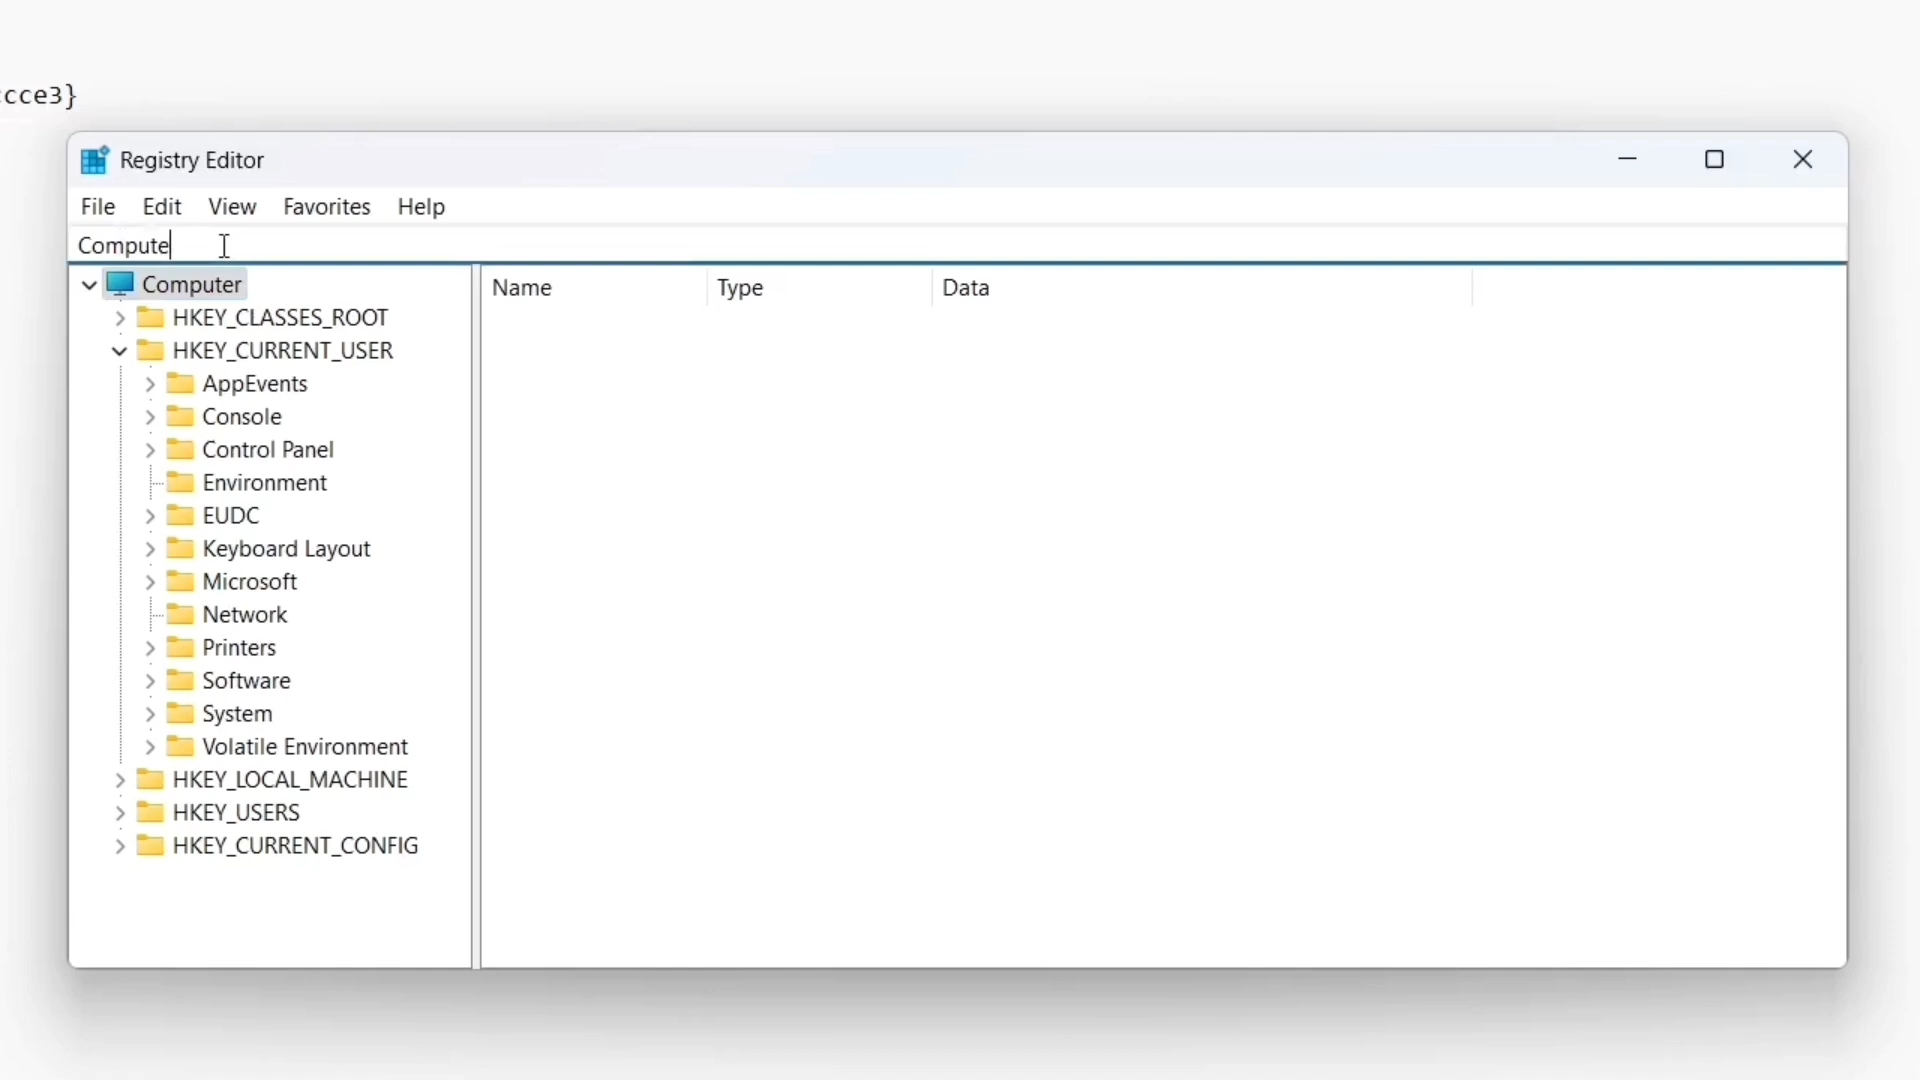 cce3}
Registry Editor
File Edit View Favorites Help
Compute
Computer
Name Type Data
HKEY_CLASSES_ROOT
HKEY_CURRENT_USER
AppEvents
Console
Control Panel
Environment
EUDC
Keyboard Layout
Microsoft
Network
Printers
Software
System
Volatile Environment
HKEY_LOCAL_MACHINE
HKEY_USERS
HKEY_CURRENT_CONFIG